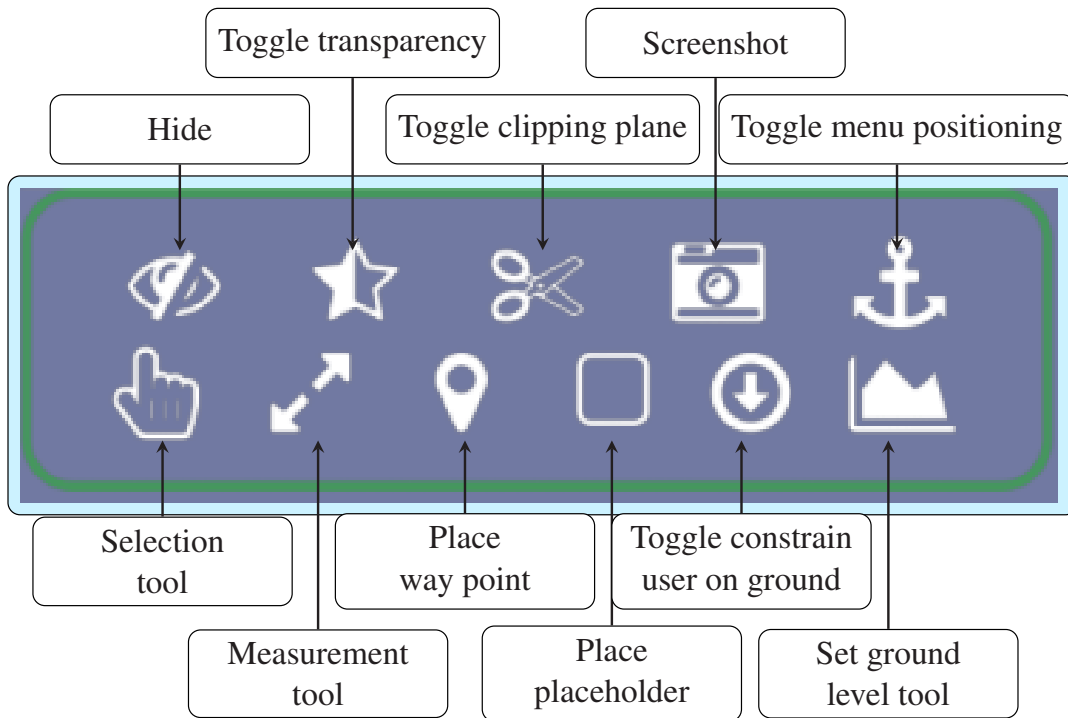 Toggle transparency
Screenshot
Hide
Toggle clipping plane
Toggle menu positioning
Selection
tool
Place
way point
Toggle constrain
user on ground
Measurement
tool
Place
placeholder
Set ground
level tool